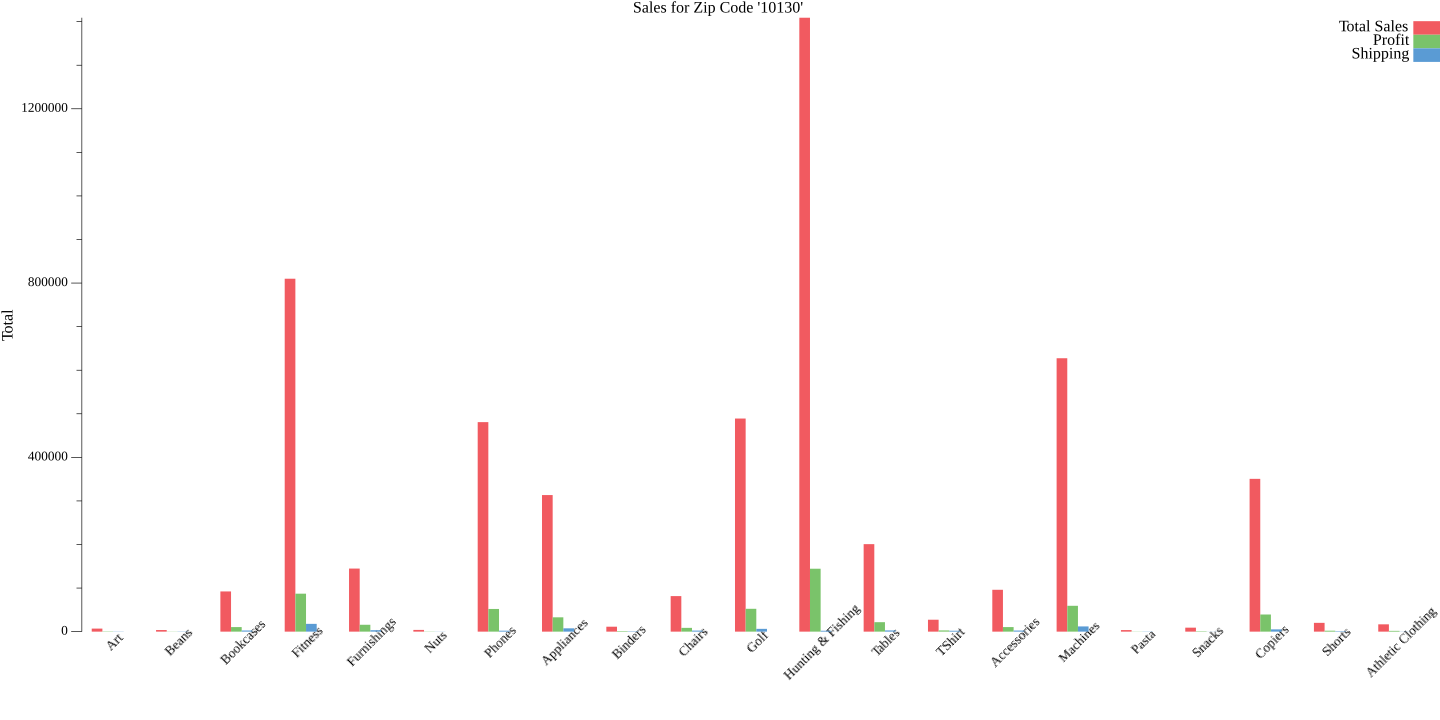 Sales for Zip Code '10130'
Total Sales
Profit
Shipping
1200000
800000
400000
0
Total
Art
Beans
Bookcases
Fitness
Furnishings
Nuts
Phones
Appliances
Binders
Chairs
Golf
Hunting & Fishing
Tables
TShirt
Accessories
Machines
Pasta
Snacks
Copiers
Shorts
Athletic Clothing